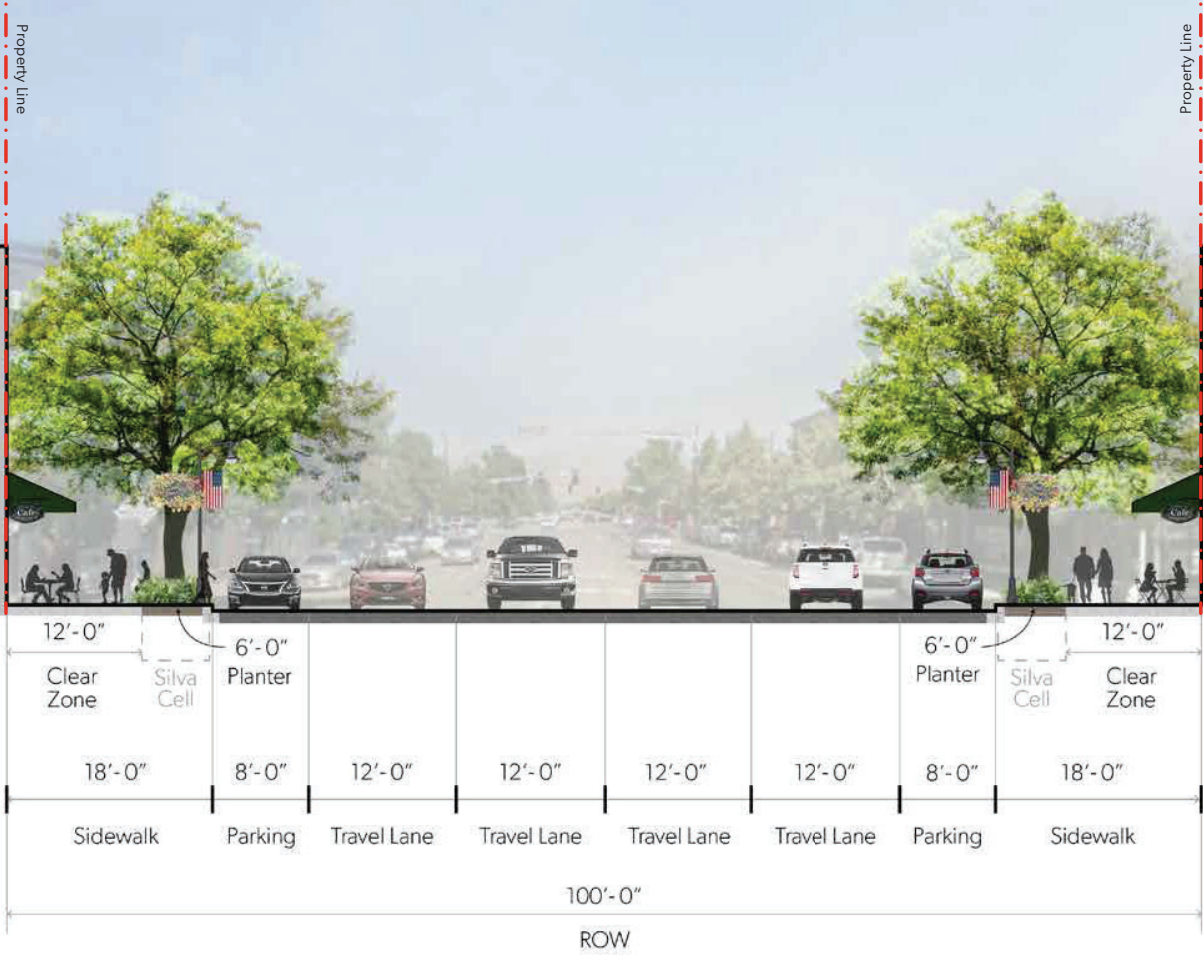 Property Line
Property Line
Cafe
Cafe
12'-0"
6'-0"
6'-0"
12'-0"
Clear
Zone
Silva
Cell
Planter
Planter
Silva
Cell
Clear
Zone
18'-0"
8'-0"
12'-0"
12'-0"
12'-0"
12'-0"
8'-0"
18'-0"
Sidewalk
Parking
Travel Lane
Travel Lane
Travel Lane
Travel Lane
Parking
Sidewalk
100'-0"
ROW